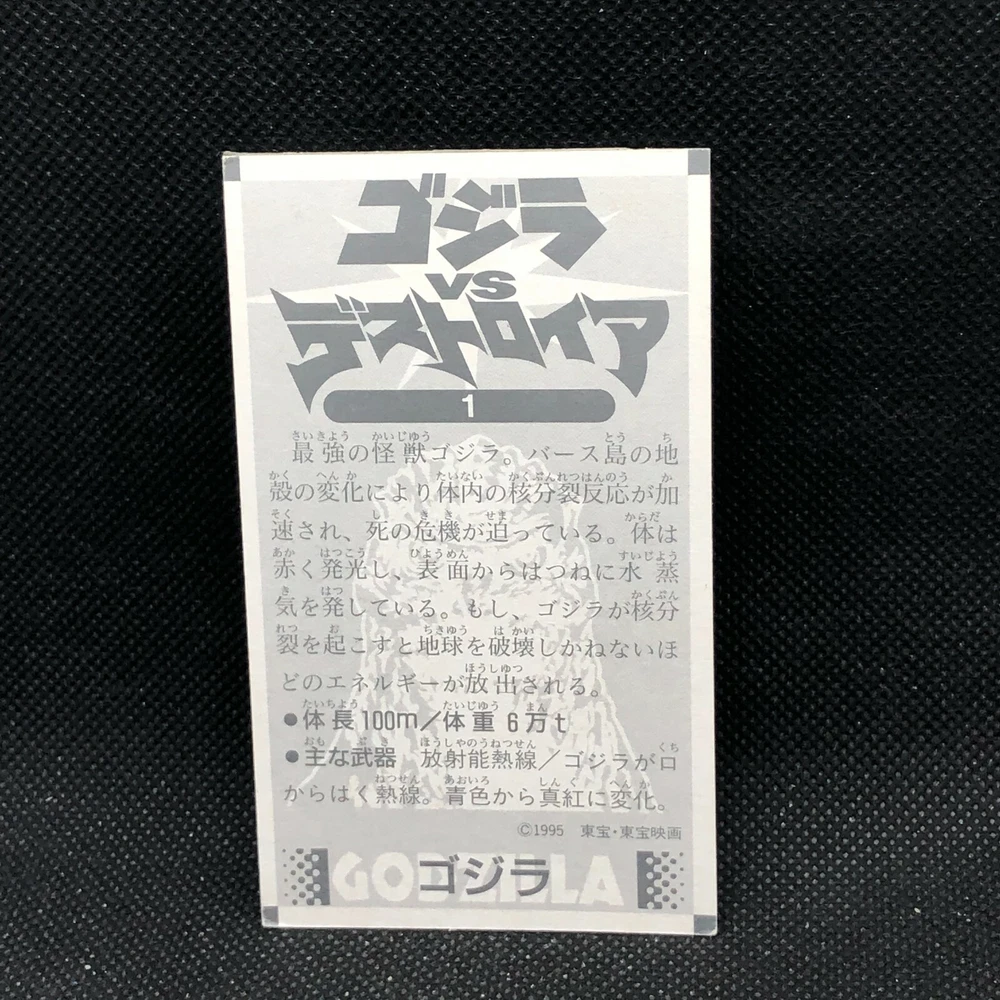 ゴジラ
VS
デストロイア
1
最強の怪獣ゴジラ。バース島の地
殻の変化により体内の核分裂反応が加
速され、死の危機が迫っている。体は
赤く発光し、表面からはつねに水蒸
気を発している。もし、ゴジラが核分
裂を起こすと地球を破壊しかねないほ
どのエネルギーが放出される。
●体長100m/体重6万t
●主な武器 放射能熱線/ゴジラが口
からはく熱線。青色から真紅に変化。
©1995 東宝・東宝映画
GODZILLA
ゴジラ